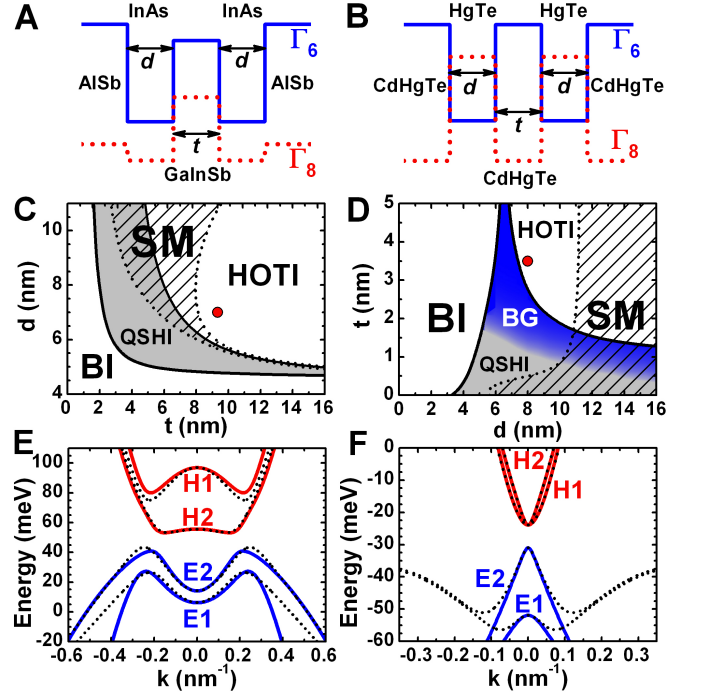 A
InAs InAs
Γ6
d d
AlSb AlSb
t
Γ8
GaInSb
B
HgTe HgTe
Γ6
CdHgTe d d CdHgTe
t
Γ8
CdHgTe
C
d (nm)
10
8
6
4
SM
HOTI
QSHI
BI
0 2 4 6 8 10 12 14 16
t (nm)
D
t (nm)
5
4
3
2
1
0
HOTI
BI
BG
SM
QSHI
0 2 4 6 8 10 12 14 16
d (nm)
E
Energy (meV)
100
80
60
40
20
0
-20
H1
H2
E2
E1
-0.6 -0.4 -0.2 0.0 0.2 0.4 0.6
k (nm-1)
F
Energy (meV)
0
-10
-20
-30
-40
-50
-60
H2
H1
E2
E1
-0.3 -0.2 -0.1 0.0 0.1 0.2 0.3
k (nm-1)